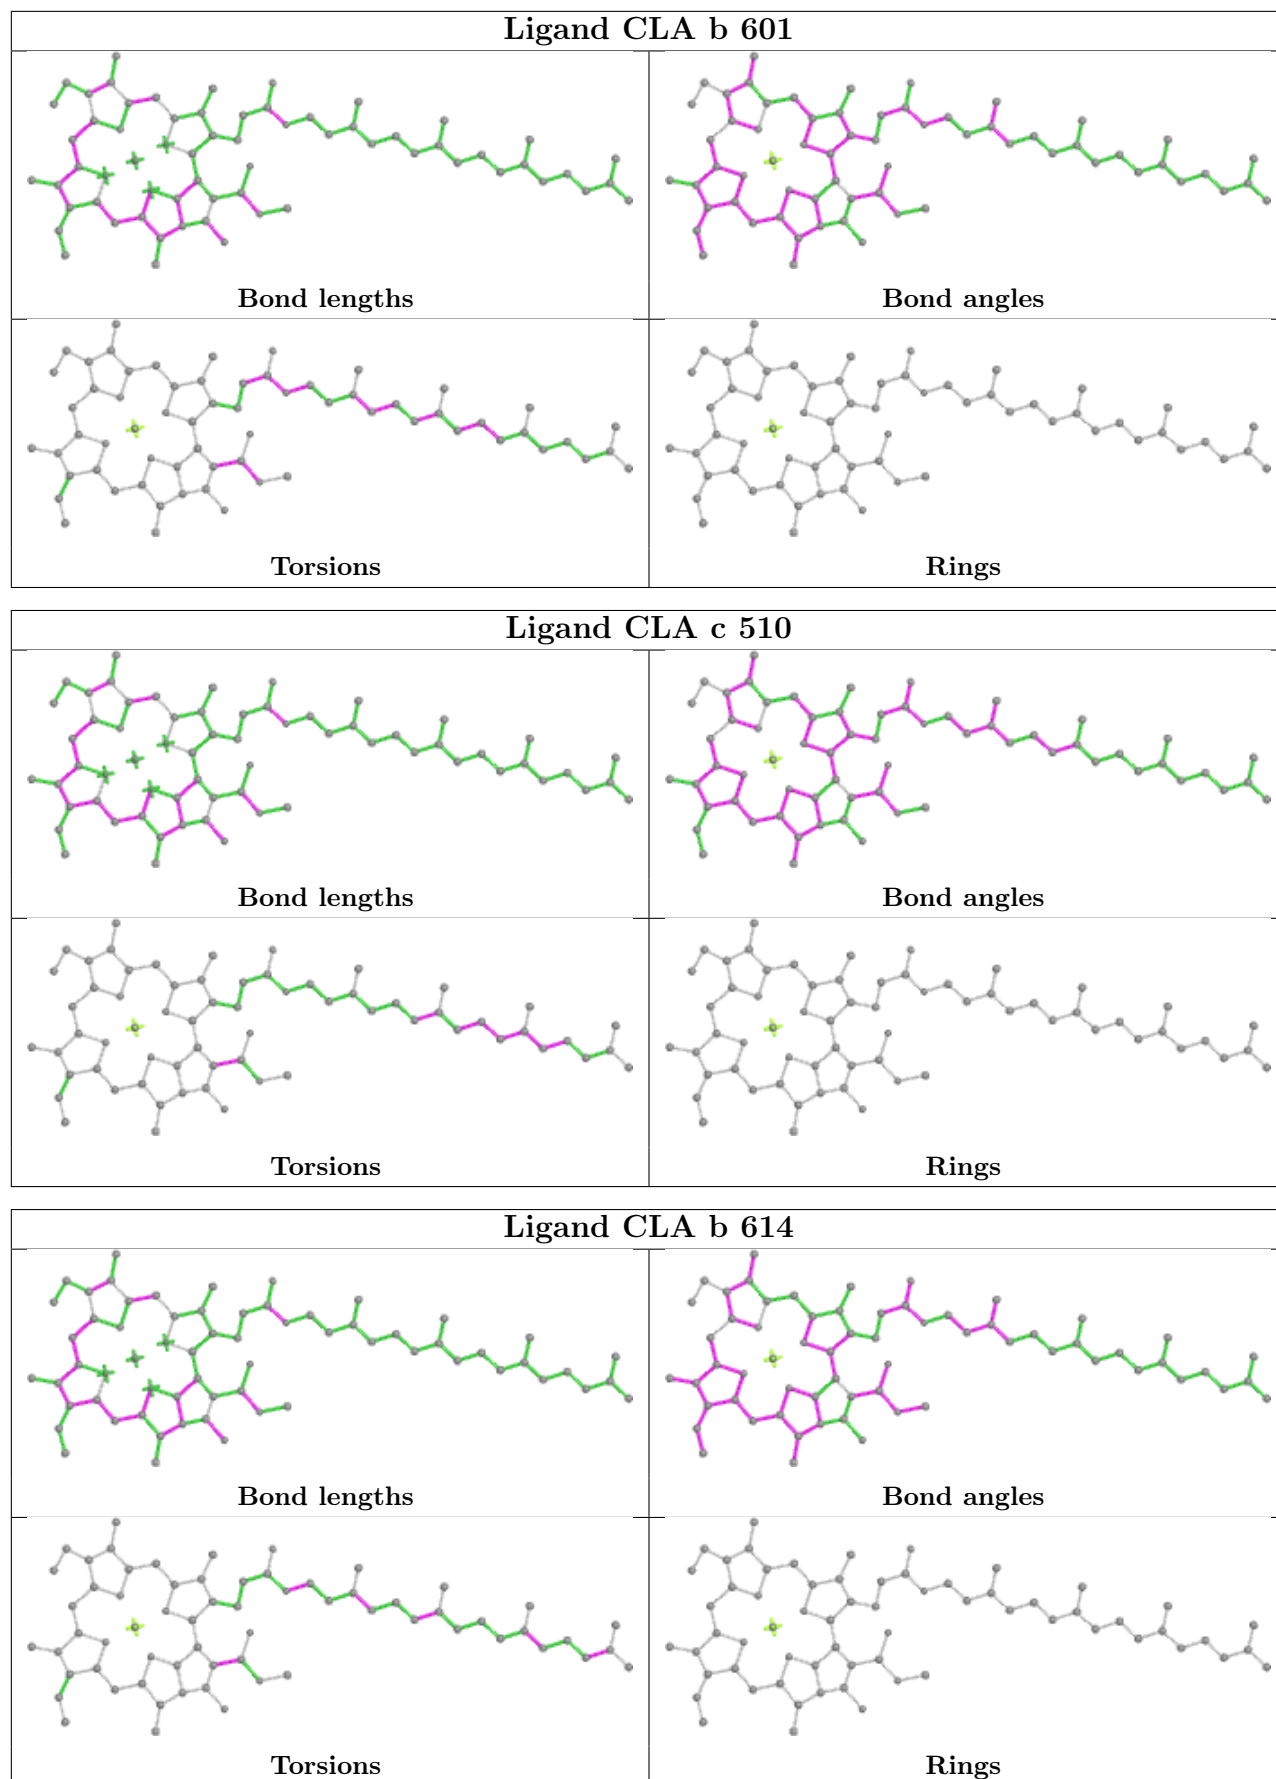 Ligand CLA b 601
Bond lengths
Bond angles
Torsions
Rings
Ligand CLA c 510
Bond lengths
Bond angles
Torsions
Rings
Ligand CLA b 614
Bond lengths
Bond angles
Torsions
Rings